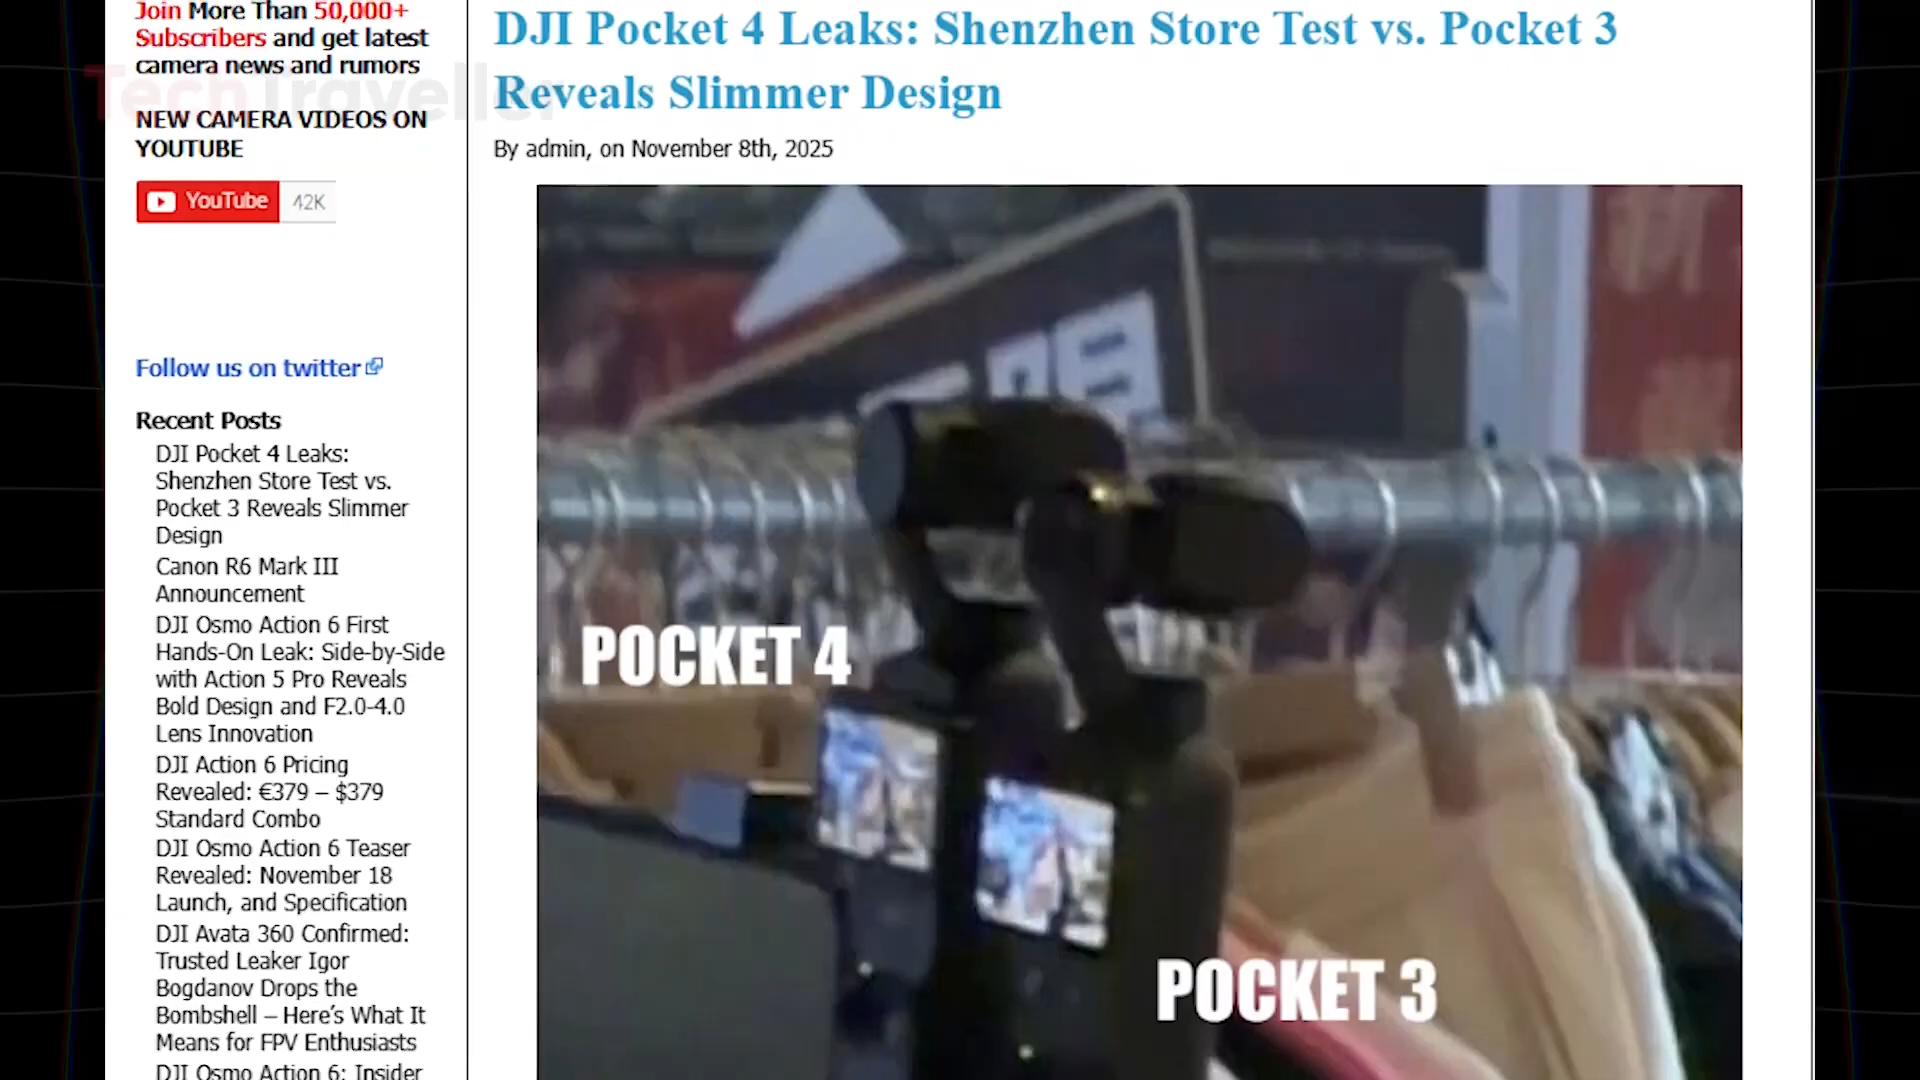 Join More Than 50,000+
Subscribers and get latest
camera news and rumors
TechTraveller
NEW CAMERA VIDEOS ON
YOUTUBE
YouTube 42K
Follow us on twitter
Recent Posts
DJI Pocket 4 Leaks:
Shenzhen Store Test vs.
Pocket 3 Reveals Slimmer
Design
Canon R6 Mark III
Announcement
DJI Osmo Action 6 First
Hands-On Leak: Side-by-Side
with Action 5 Pro Reveals
Bold Design and F2.0-4.0
Lens Innovation
DJI Action 6 Pricing
Revealed: €379 – $379
Standard Combo
DJI Osmo Action 6 Teaser
Revealed: November 18
Launch, and Specification
DJI Avata 360 Confirmed:
Trusted Leaker Igor
Bogdanov Drops the
Bombshell – Here’s What It
Means for FPV Enthusiasts
DJI Osmo Action 6: Insider
DJI Pocket 4 Leaks: Shenzhen Store Test vs. Pocket 3
Reveals Slimmer Design
By admin, on November 8th, 2025
POCKET 4
POCKET 3